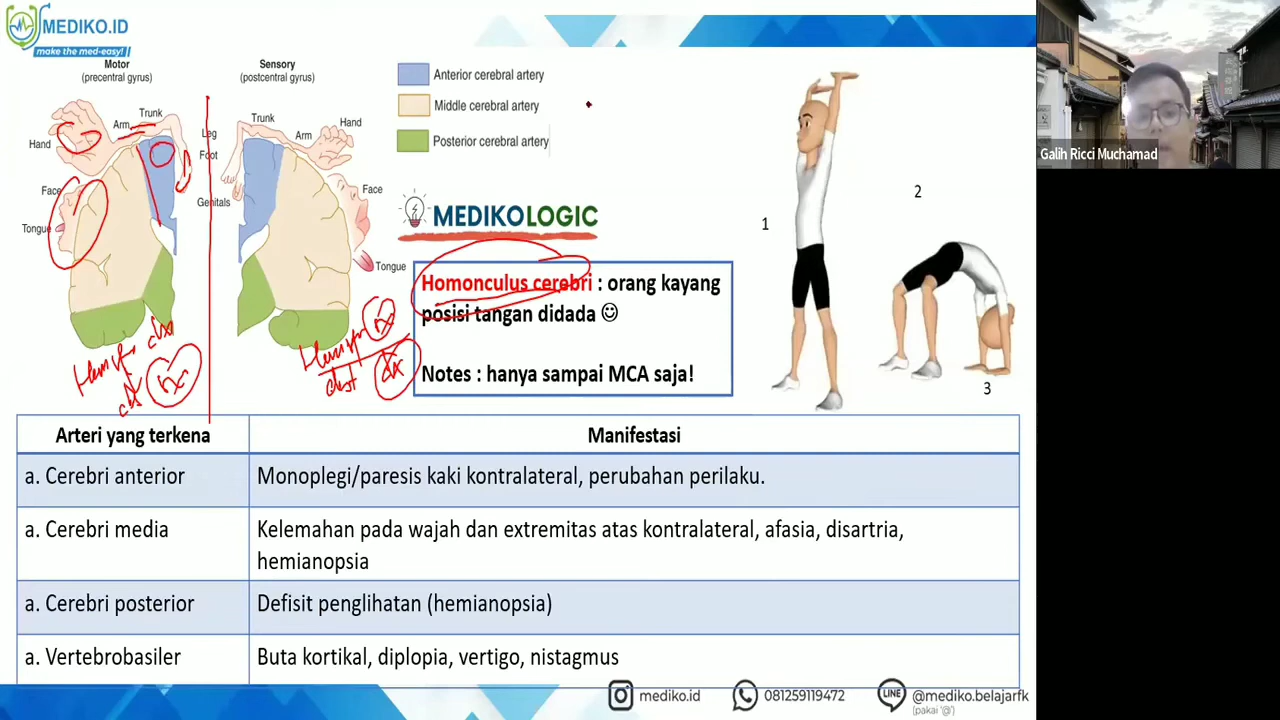 MEDIKO.ID
make the med-easy!
Motor
(precentral gyrus)
Sensory
(postcentral gyrus)
Trunk
Arm
Hand
Face
Tongue
Leg
Foot
Genitals
Trunk
Arm
Hand
Face
Tongue
Anterior cerebral artery
Middle cerebral artery
Posterior cerebral artery
MEDIKOLOGIC
Homonculus cerebri : orang kayang
posisi tangan didada ☺
Notes : hanya sampai MCA saja!
1
2
3
Galih Ricci Muchamad
Arteri yang terkena
Manifestasi
a. Cerebri anterior
Monoplegi/paresis kaki kontralateral, perubahan perilaku.
a. Cerebri media
Kelemahan pada wajah dan extremitas atas kontralateral, afasia, disartria,
hemianopsia
a. Cerebri posterior
Defisit penglihatan (hemianopsia)
a. Vertebrobasiler
Buta kortikal, diplopia, vertigo, nistagmus
mediko.id
081259119472
LINE
@mediko.belajarfk
(pakai '@')